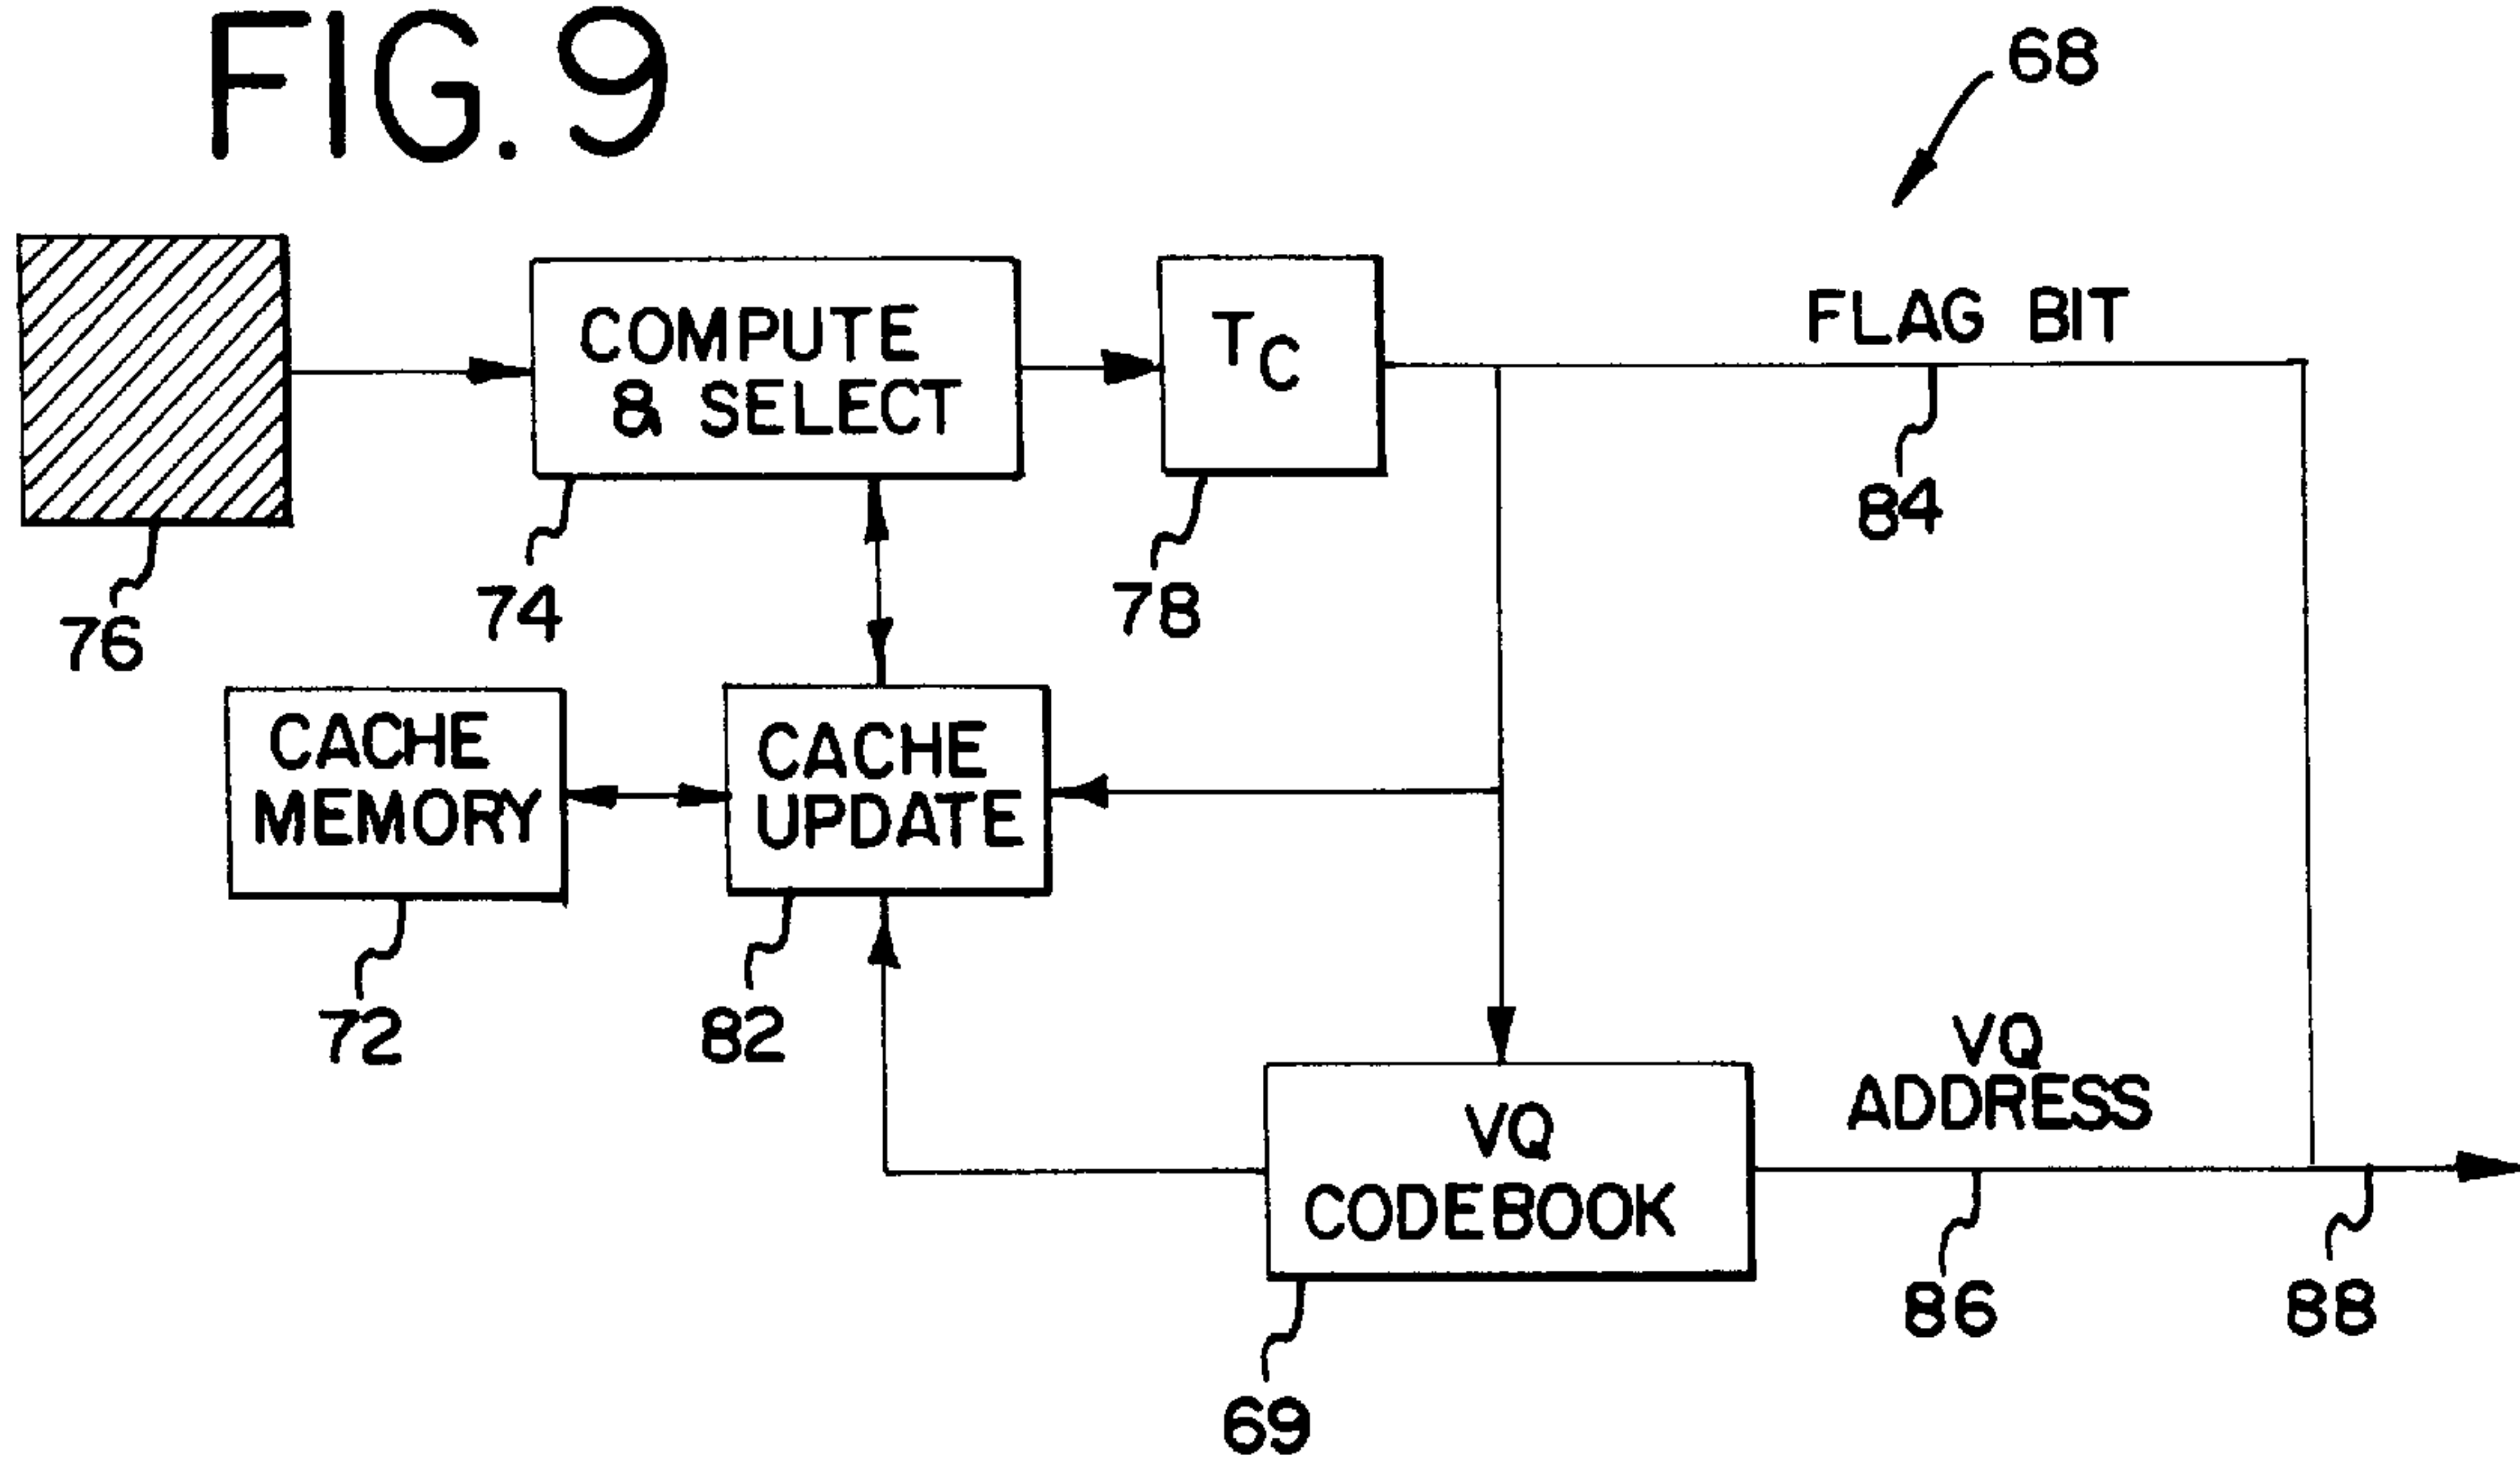 FIG. 9
68
COMPUTE
& SELECT
TC
FLAG BIT
84
76
74
78
CACHE
MEMORY
CACHE
UPDATE
72
82
VQ
ADDRESS
VQ
CODEBOOK
86
88
69